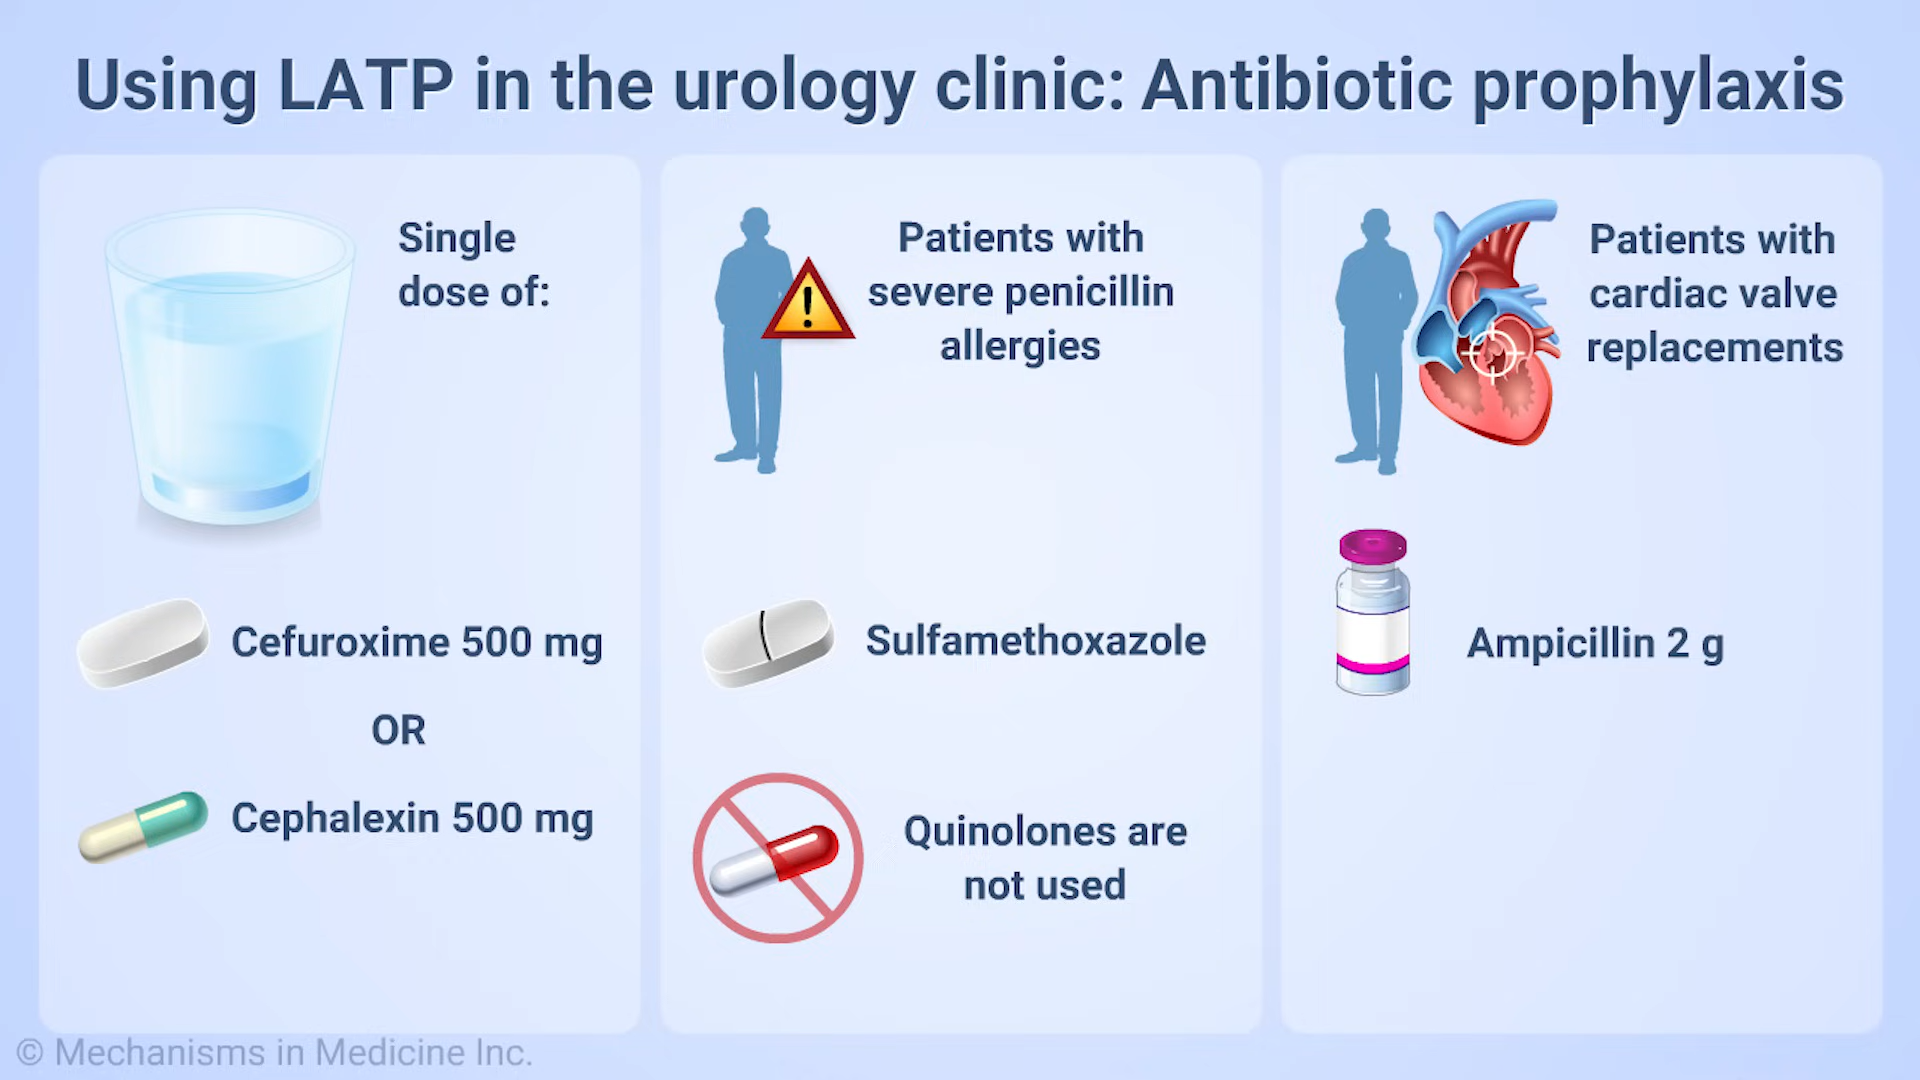 Using LATP in the urology clinic: Antibiotic prophylaxis
Single
dose of:
Cefuroxime 500 mg
OR
Cephalexin 500 mg
Patients with
severe penicillin
allergies
Sulfamethoxazole
Quinolones are
not used
Patients with
cardiac valve
replacements
Ampicillin 2 g
© Mechanisms in Medicine Inc.